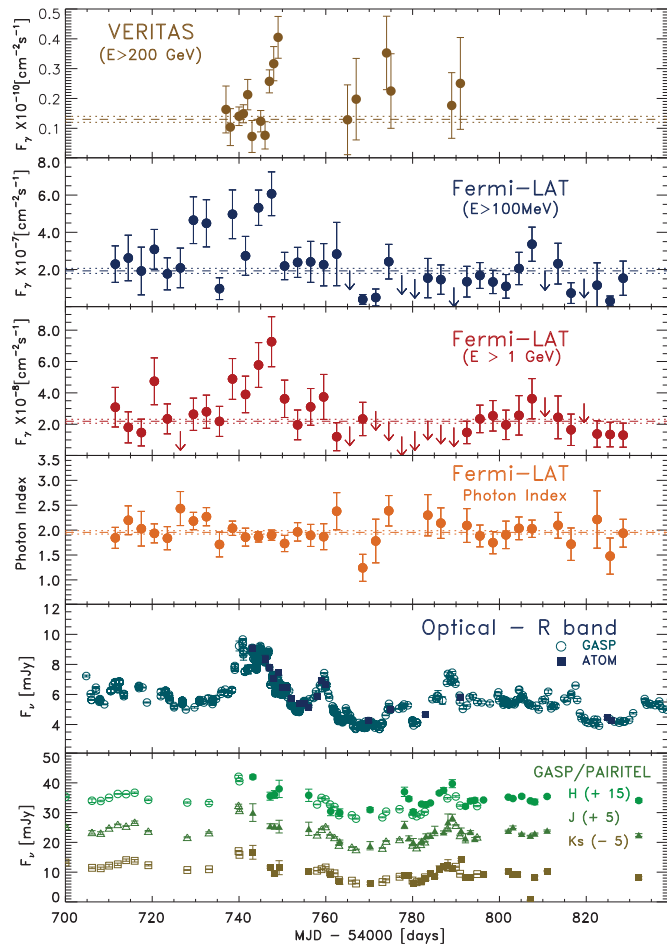 VERITAS
(E>200 GeV)
F_γ X10^-10 [cm^-2 s^-1]
0.5
0.4
0.3
0.2
0.1
Fermi-LAT
(E>100MeV)
F_γ X10^-7 [cm^-2 s^-1]
8.0
6.0
4.0
2.0
Fermi-LAT
(E > 1 GeV)
F_γ X10^-8 [cm^-2 s^-1]
8.0
6.0
4.0
2.0
Fermi-LAT
Photon Index
Photon Index
3.5
3.0
2.5
2.0
1.5
1.0
Optical - R band
GASP
ATOM
F_ν [mJy]
10
8
6
4
GASP/PAIRITEL
H (+ 15)
J (+ 5)
Ks (- 5)
F_ν [mJy]
50
40
30
20
10
0
700 720 740 760 780 800 820
MJD - 54000 [days]